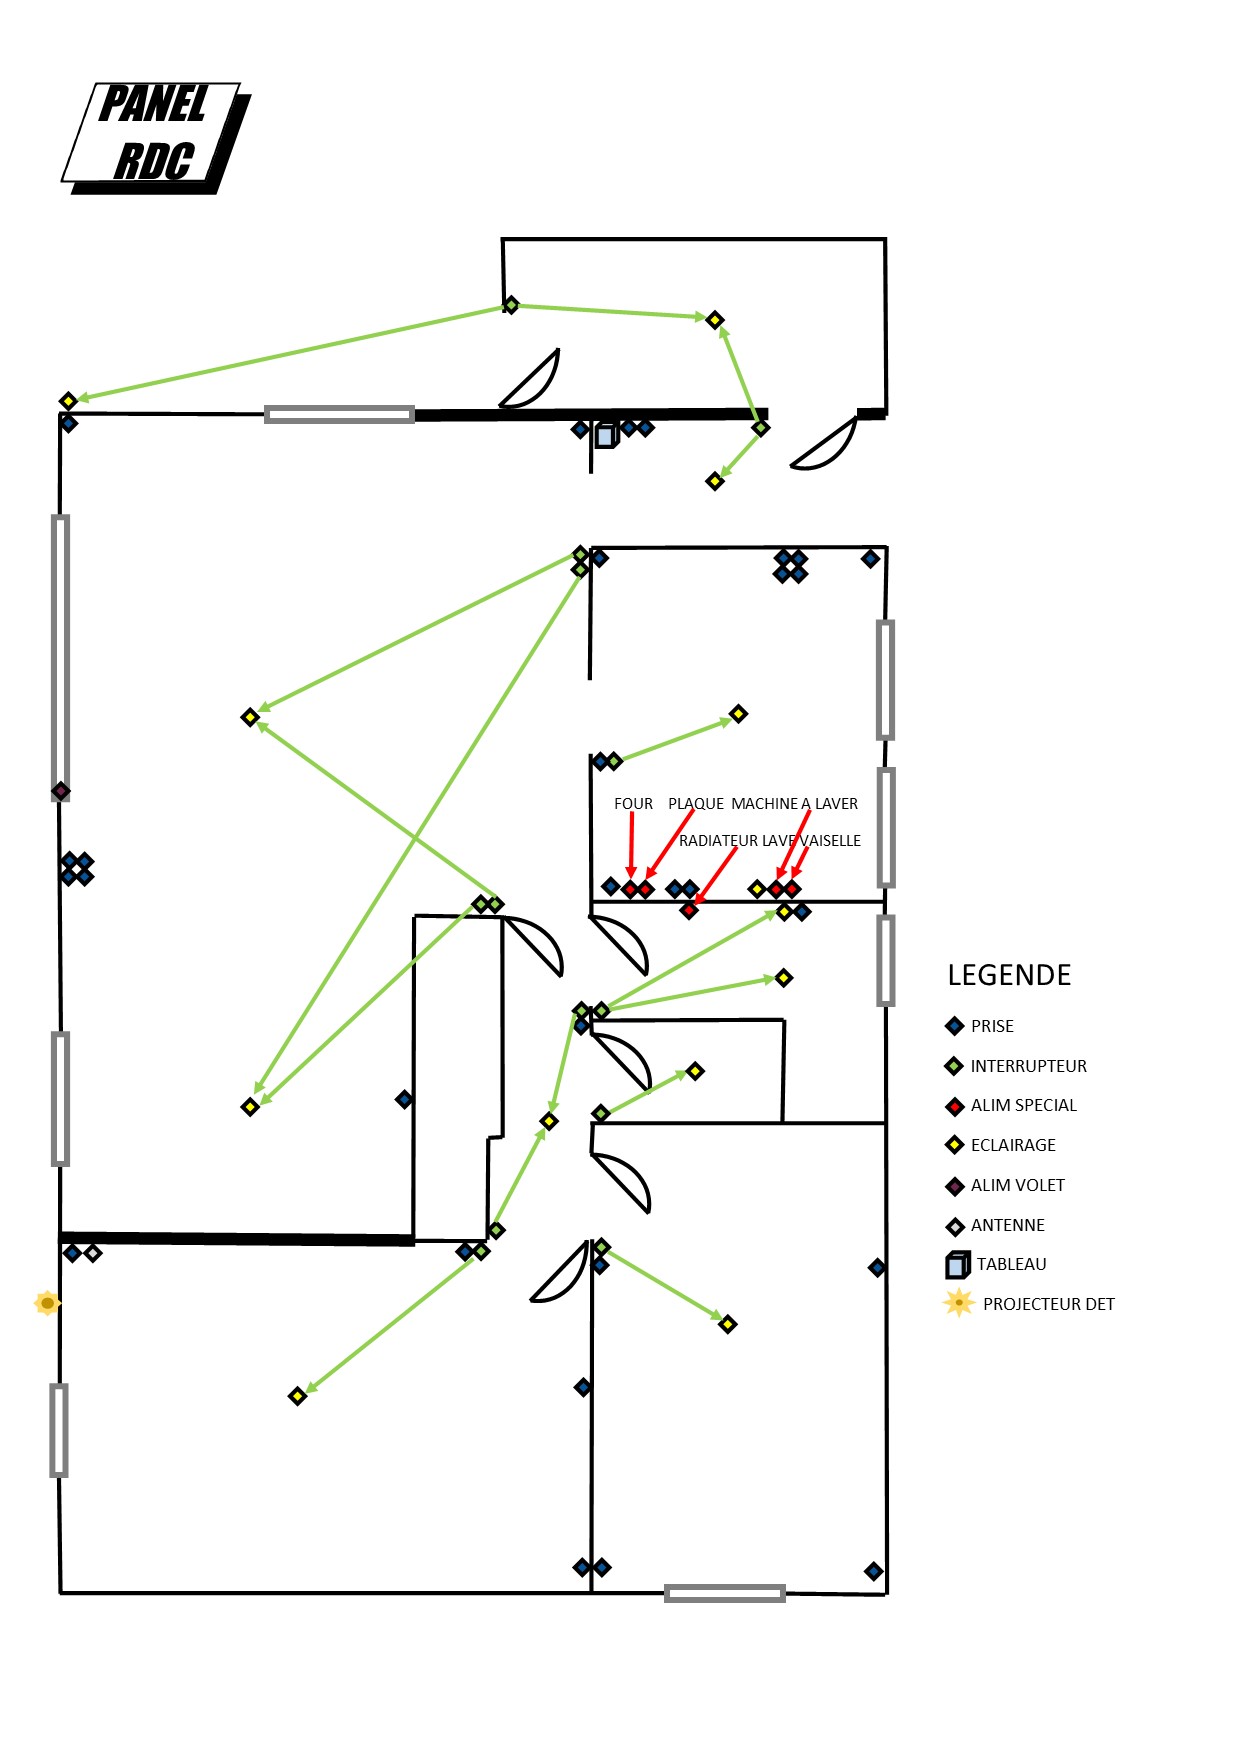 PANEL
RDC
FOUR PLAQUE MACHINE A LAVER
RADIATEUR LAVE VAISELLE
LEGENDE
PRISE
INTERRUPTEUR
ALIM SPECIAL
ECLAIRAGE
ALIM VOLET
ANTENNE
TABLEAU
PROJECTEUR DET